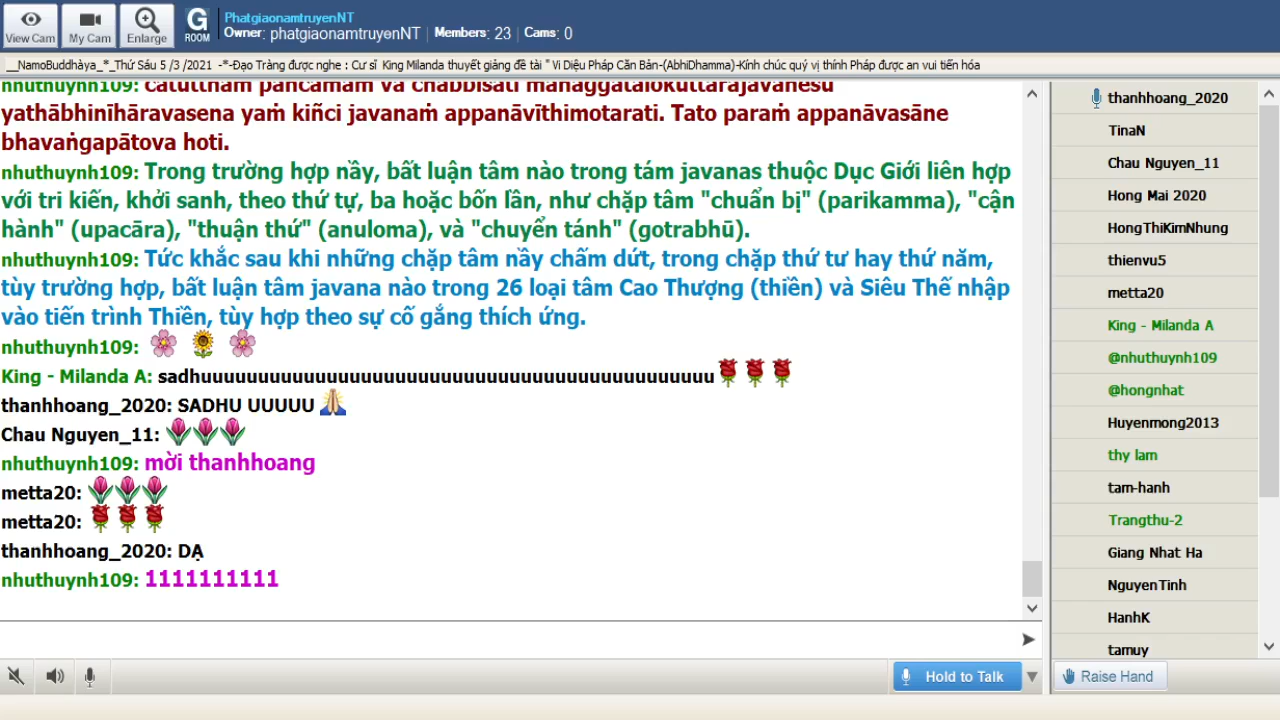 View Cam
My Cam
Enlarge
G
ROOM
PhatgiaonamtruyenNT
Owner: phatgiaonamtruyenNT | Members: 23 | Cams: 0
__NamoBuddhàya_*_Thứ Sáu 5 /3 /2021 -*-Đạo Tràng được nghe : Cư sĩ King Milanda thuyết giảng đề tài " Vi Diệu Pháp Căn Bản-(AbhiDhamma)-Kính chúc quý vị thính Pháp được an vui tiến hóa
nhuthuynh109: catutthaṁ pañcamaṁ vā chabbīsati mahaggatalokuttarajavanesu
yathābhinīhāravasena yaṁ kiñci javanaṁ appanāvīthimotarati. Tato paraṁ appanāvasāne
bhavaṅgapātova hoti.
nhuthuynh109: Trong trường hợp nầy, bất luận tâm nào trong tám javanas thuộc Dục Giới liên hợp
với tri kiến, khởi sanh, theo thứ tự, ba hoặc bốn lần, như chặp tâm "chuẩn bị" (parikamma), "cận
hành" (upacāra), "thuận thứ" (anuloma), và "chuyển tánh" (gotrabhū).
nhuthuynh109: Tức khắc sau khi những chặp tâm nầy chấm dứt, trong chặp thứ tư hay thứ năm,
tùy trường hợp, bất luận tâm javana nào trong 26 loại tâm Cao Thượng (thiền) và Siêu Thế nhập
vào tiến trình Thiền, tùy hợp theo sự cố gắng thích ứng.
nhuthuynh109:
King - Milanda A: sadhuuuuuuuuuuuuuuuuuuuuuuuuuuuuuuuuuuuuuuuuuuuuuu
thanhhoang_2020: SADHU UUUUU
Chau Nguyen_11:
nhuthuynh109: mời thanhhoang
metta20:
metta20:
thanhhoang_2020: DẠ
nhuthuynh109: 1111111111
Hold to Talk
thanhhoang_2020
TinaN
Chau Nguyen_11
Hong Mai 2020
HongThiKimNhung
thienvu5
metta20
King - Milanda A
@nhuthuynh109
@hongnhat
Huyenmong2013
thy lam
tam-hanh
Trangthu-2
Giang Nhat Ha
NguyenTinh
HanhK
tamuy
Raise Hand